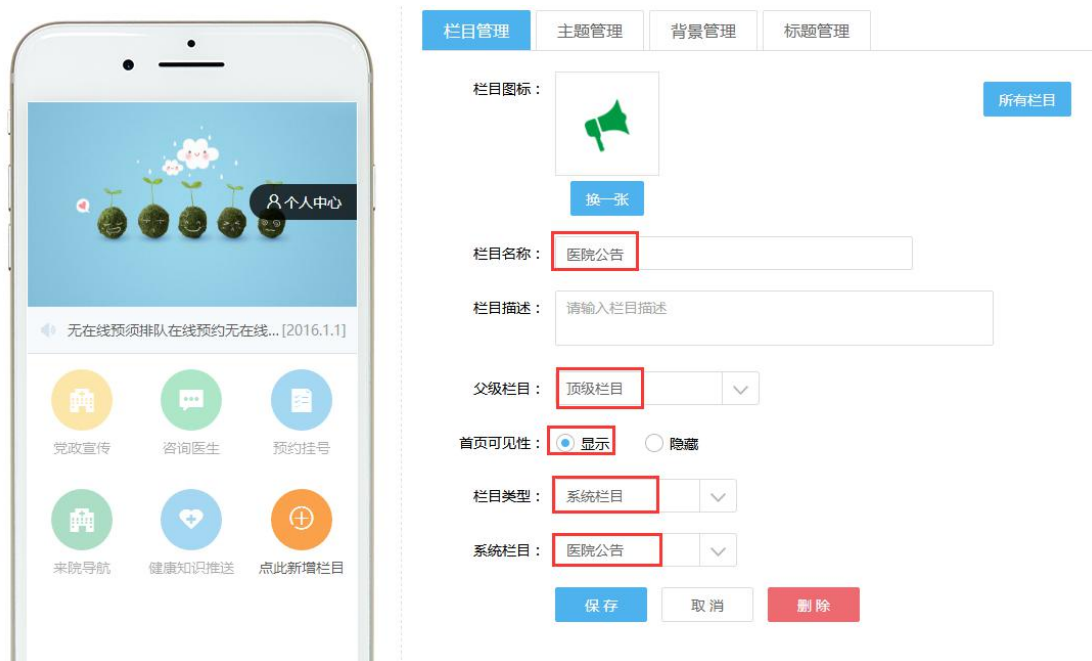 栏目管理 主题管理 背景管理 标题管理
栏目图标：
所有栏目
换一张
栏目名称： 医院公告
栏目描述： 请输入栏目描述
父级栏目： 顶级栏目
首页可见性： 显示 隐藏
栏目类型： 系统栏目
系统栏目： 医院公告
保存 取消 删除
个人中心
无在线预须排队在线预约无在线... [2016.1.1]
党政宣传 咨询医生 预约挂号
来院导航 健康知识推送 点此新增栏目